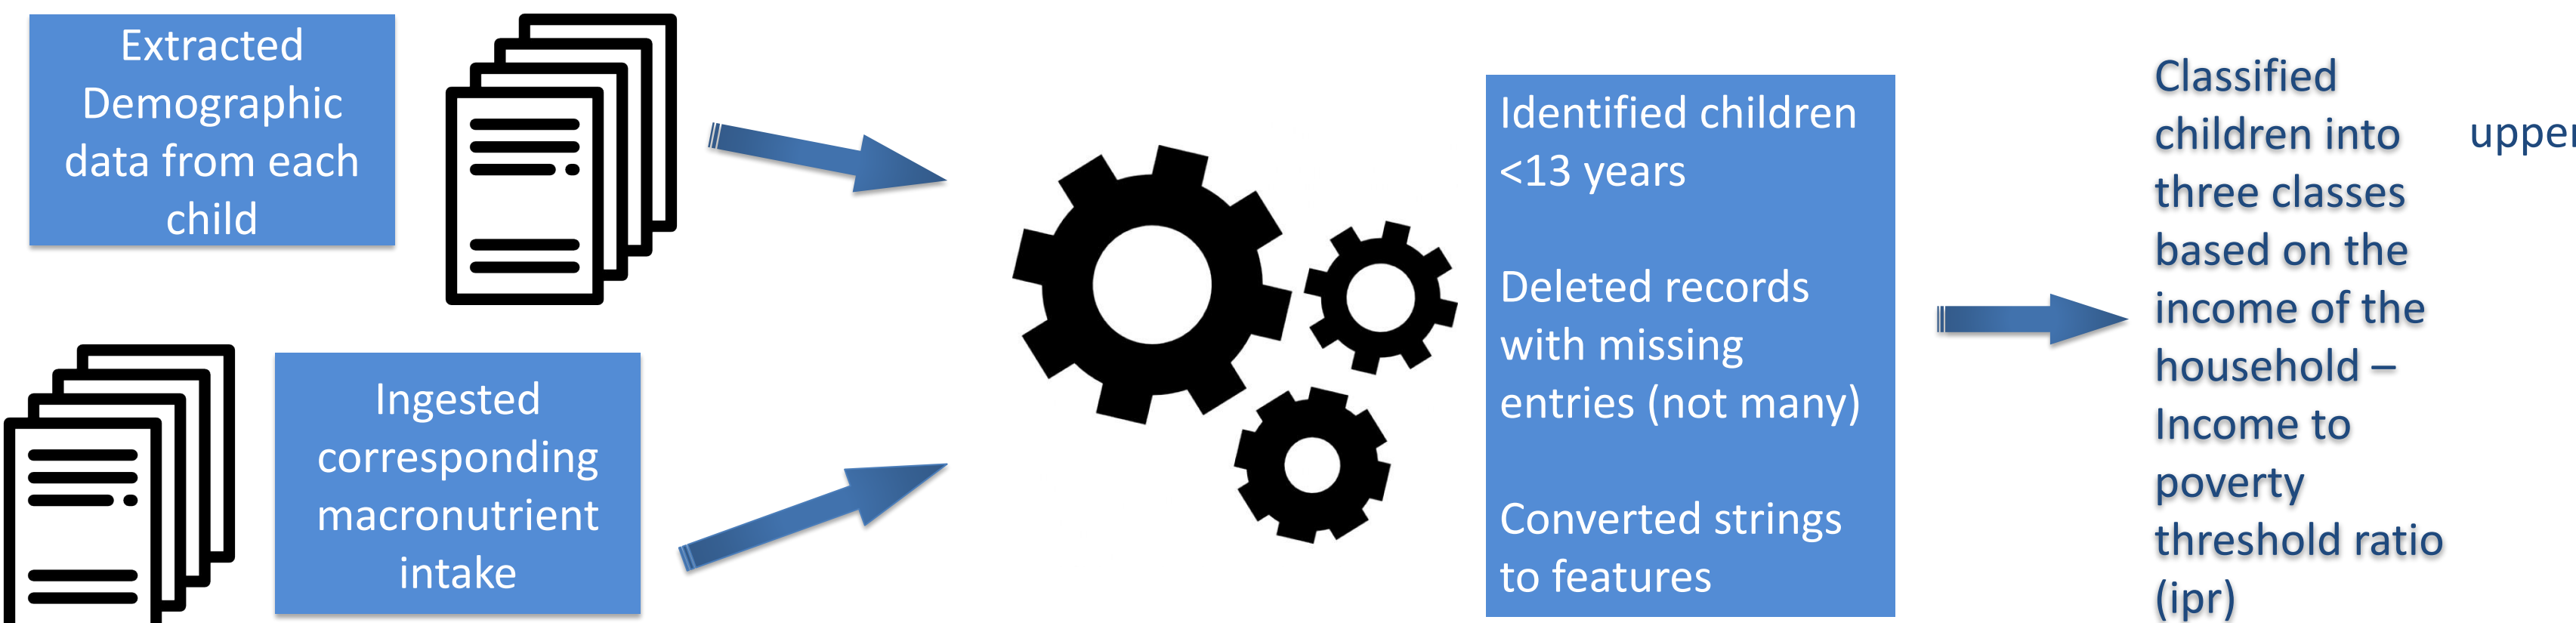 Extracted
Demographic
data from each
child
Ingested
corresponding
macronutrient
intake
Identified children
<13 years
Deleted records
with missing
entries (not many)
Converted strings
to features
Classified
children into
three classes
based on the
income of the
household –
Income to
poverty
threshold ratio
(ipr)
upper